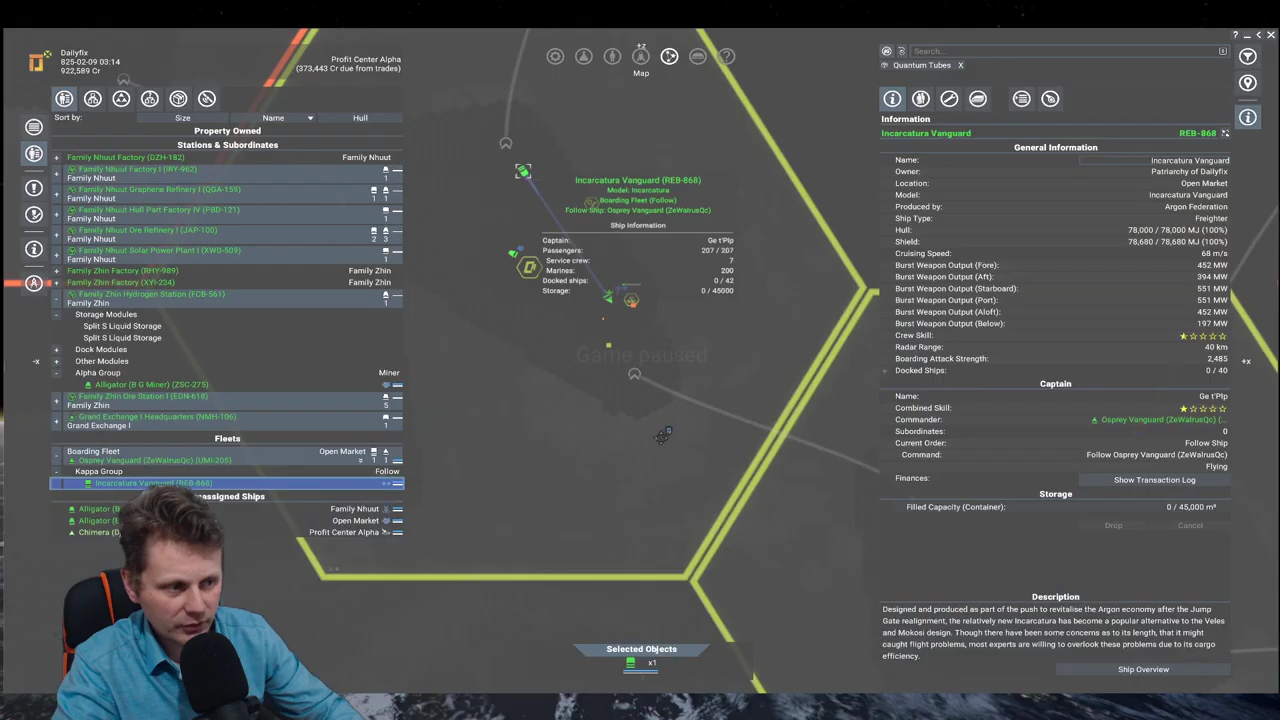 Dailyfix
825-02-09 03:14
922,589 Cr
Profit Center Alpha
(373,443 Cr due from trades)
Sort by:
Size
Name
Hull
Property Owned
Stations & Subordinates
Family Nhuut Factory (DZH-182)
Family Nhuut
Family Nhuut Factory I (IRY-962)
Family Nhuut
1
Family Nhuut Graphene Refinery I (QGA-159)
Family Nhuut
1 1
Family Nhuut Hull Part Factory IV (PBD-121)
Family Nhuut
1
Family Nhuut Ore Refinery I (JAP-100)
Family Nhuut
2 3
Family Nhuut Solar Power Plant I (XWD-509)
Family Nhuut
1
Family Zhin Factory (RHY-989)
Family Zhin
Family Zhin Factory (XYI-234)
Family Zhin
Family Zhin Hydrogen Station (FCB-561)
Family Zhin
1
Storage Modules
Split S Liquid Storage
Split S Liquid Storage
Dock Modules
Other Modules
Alpha Group
Miner
Alligator (B G Miner) (ZSC-275)
Family Zhin Ore Station I (EDN-618)
Family Zhin
5
Grand Exchange I Headquarters (NMH-106)
Grand Exchange I
1
Fleets
Boarding Fleet
Open Market
Osprey Vanguard (ZeWalrusQc) (UMI-205)
1 1
Kappa Group
Follow
Incarcatura Vanguard (REB-868)
assigned Ships
Alligator (B
Family Nhuut
Alligator (
Open Market
Chimera (D
Profit Center Alpha
-x
+z
Map
Incarcatura Vanguard (REB-868)
Model: Incarcatura
Boarding Fleet (Follow)
Follow Ship: Osprey Vanguard (ZeWalrusQc)
Ship Information
Captain: Ge t'Plp
Passengers: 207 / 207
Service crew: 7
Marines: 200
Docked ships: 0 / 42
Storage: 0 / 45000
Game paused
Selected Objects
x1
+x
Search...
Quantum Tubes X
Information
Incarcatura Vanguard
REB-868
General Information
Name: Incarcatura Vanguard
Owner: Patriarchy of Dailyfix
Location: Open Market
Model: Incarcatura Vanguard
Produced by: Argon Federation
Ship Type: Freighter
Hull: 78,000 / 78,000 MJ (100%)
Shield: 78,680 / 78,680 MJ (100%)
Cruising Speed: 68 m/s
Burst Weapon Output (Fore): 452 MW
Burst Weapon Output (Aft): 394 MW
Burst Weapon Output (Starboard): 551 MW
Burst Weapon Output (Port): 551 MW
Burst Weapon Output (Aloft): 452 MW
Burst Weapon Output (Below): 197 MW
Crew Skill:
Radar Range: 40 km
Boarding Attack Strength: 2,485
Docked Ships: 0 / 40
Captain
Name: Ge t'Plp
Combined Skill:
Commander: Osprey Vanguard (ZeWalrusQc) (...
Subordinates: 0
Current Order: Follow Ship
Command: Follow Osprey Vanguard (ZeWalrusQc)
Flying
Finances: Show Transaction Log
Storage
Filled Capacity (Container): 0 / 45,000 m³
Drop
Cancel
Description
Designed and produced as part of the push to revitalise the Argon economy after the Jump
Gate realignment, the relatively new Incarcatura has become a popular alternative to the Veles
and Mokosi design. Though there have been some concerns as to its length, that it might
caught flight problems, most experts are willing to overlook these problems due to its cargo
efficiency.
Ship Overview